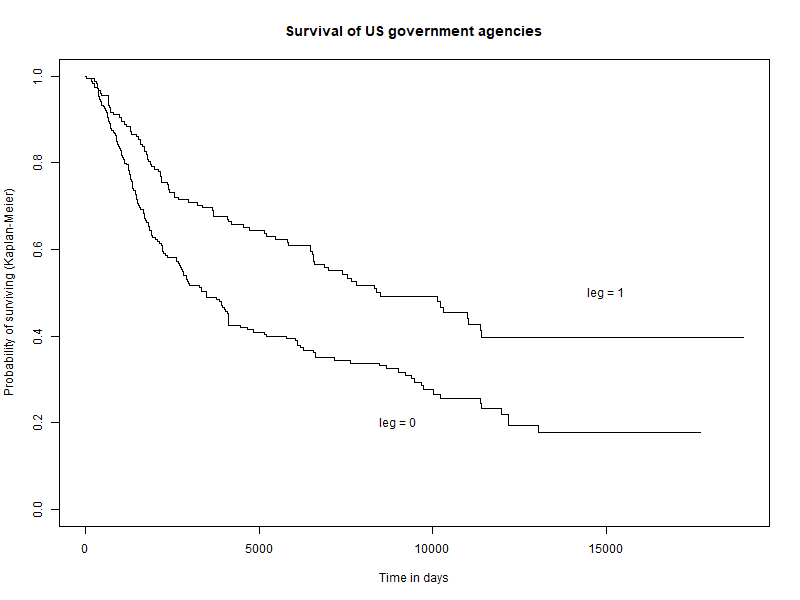 Survival of US government agencies
Probability of surviving (Kaplan-Meier)
1.0
0.8
0.6
0.4
0.2
0.0
leg = 1
leg = 0
0 5000 10000 15000
Time in days